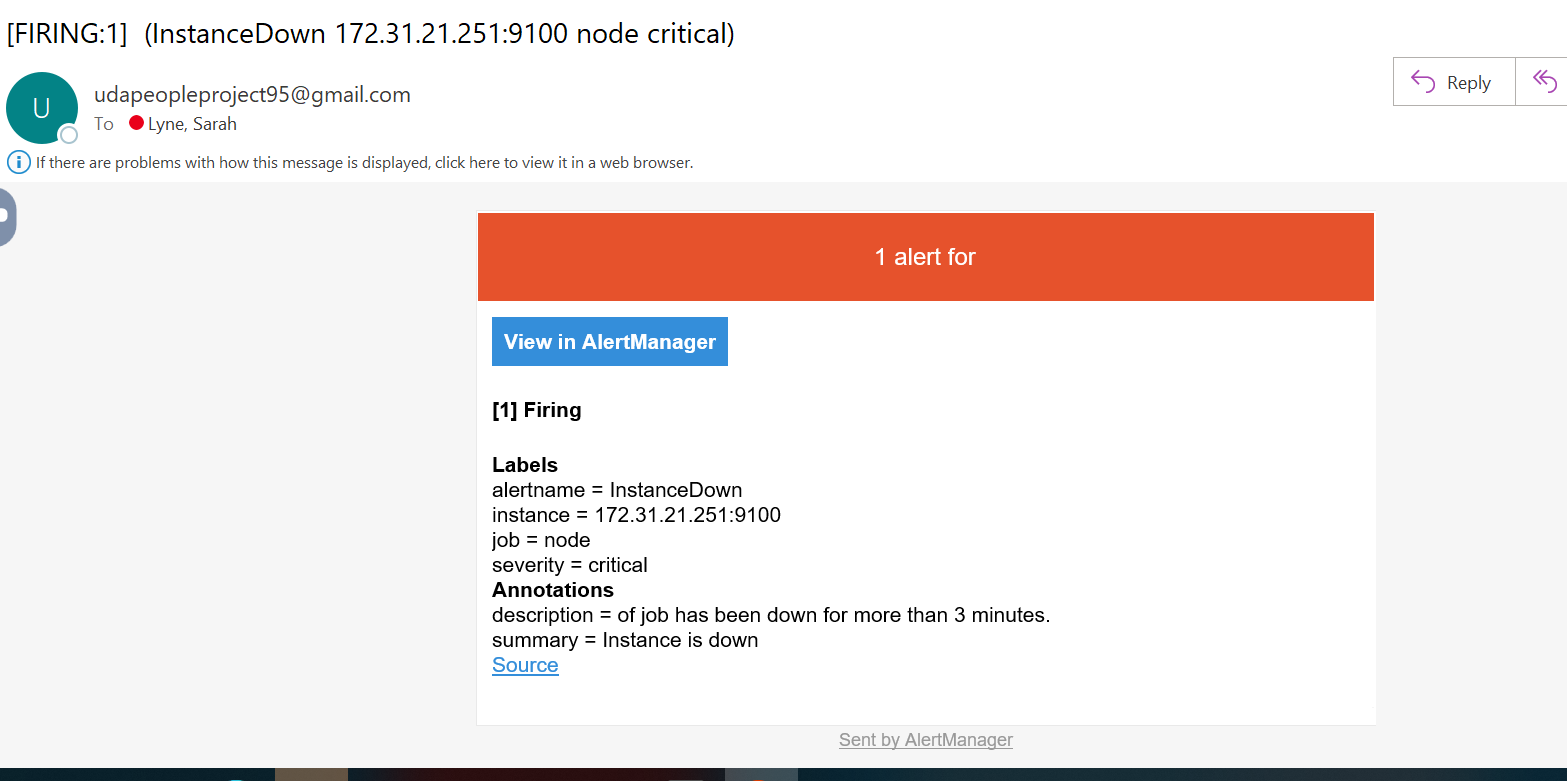 [FIRING:1]  (InstanceDown 172.31.21.251:9100 node critical)
U
udapeopleproject95@gmail.com
To Lyne, Sarah
Reply
If there are problems with how this message is displayed, click here to view it in a web browser.
1 alert for
View in AlertManager
[1] Firing
Labels
alertname = InstanceDown
instance = 172.31.21.251:9100
job = node
severity = critical
Annotations
description = of job has been down for more than 3 minutes.
summary = Instance is down
Source
Sent by AlertManager